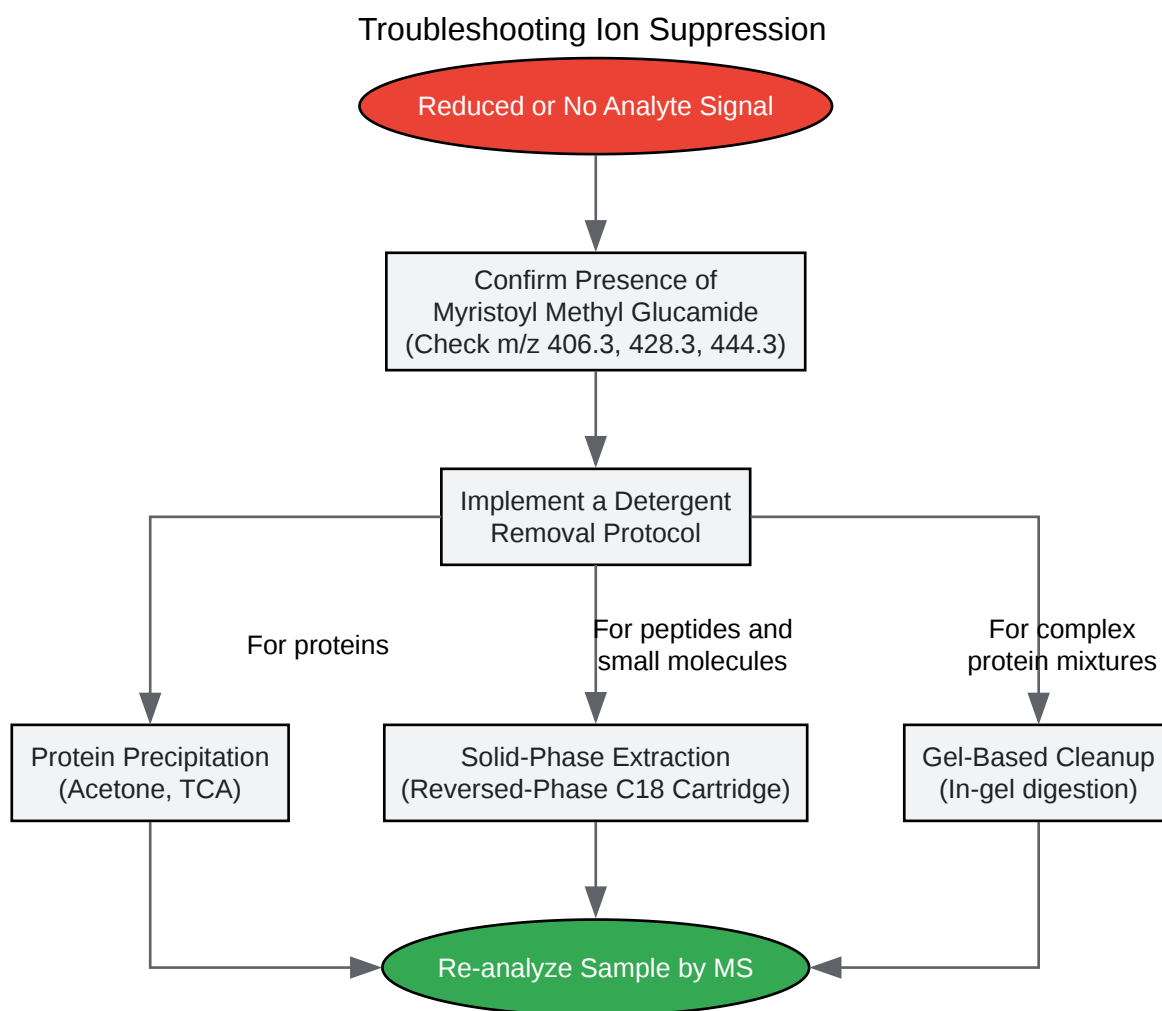 Troubleshooting Ion Suppression
Reduced or No Analyte Signal
Confirm Presence of
Myristoyl Methyl Glucamide
(Check m/z 406.3, 428.3, 444.3)
Implement a Detergent
Removal Protocol
For proteins
For peptides and
small molecules
For complex
protein mixtures
Protein Precipitation
(Acetone, TCA)
Solid-Phase Extraction
(Reversed-Phase C18 Cartridge)
Gel-Based Cleanup
(In-gel digestion)
Re-analyze Sample by MS